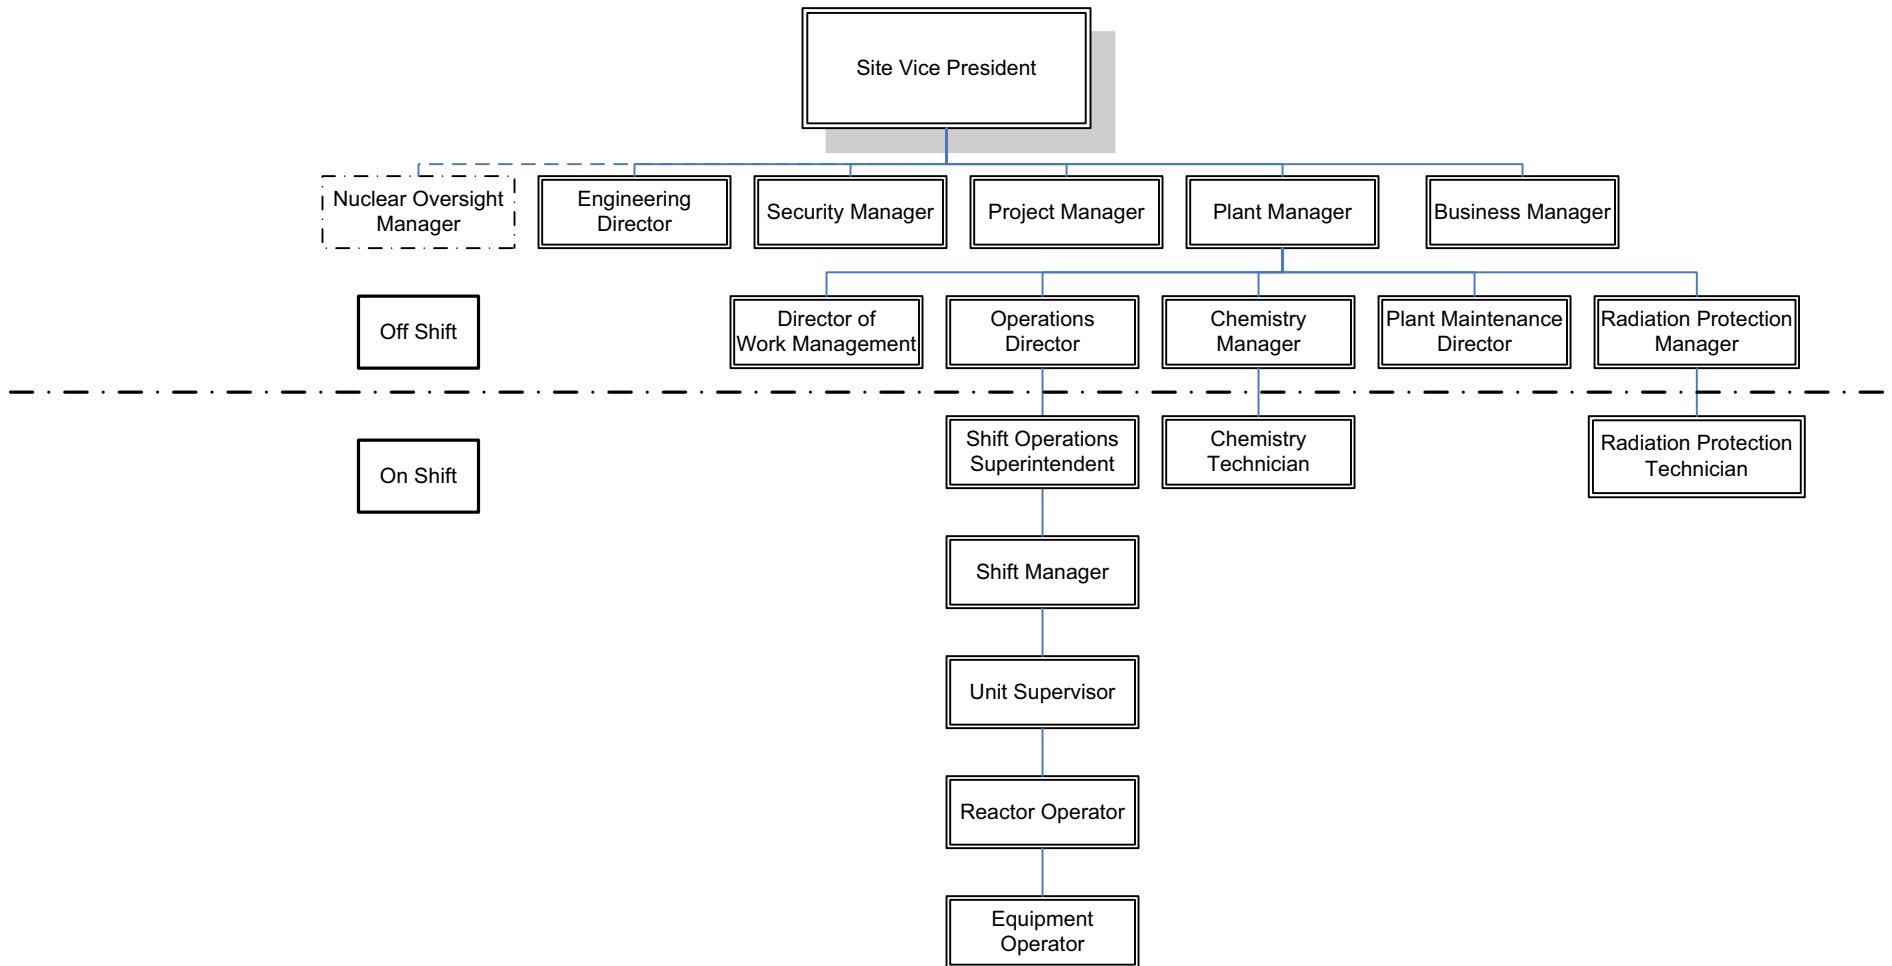 Site Vice President
Nuclear Oversight
Manager
Engineering
Director
Security Manager
Project Manager
Plant Manager
Business Manager
Off Shift
Director of
Work Management
Operations
Director
Chemistry
Manager
Plant Maintenance
Director
Radiation Protection
Manager
On Shift
Shift Operations
Superintendent
Chemistry
Technician
Radiation Protection
Technician
Shift Manager
Unit Supervisor
Reactor Operator
Equipment
Operator